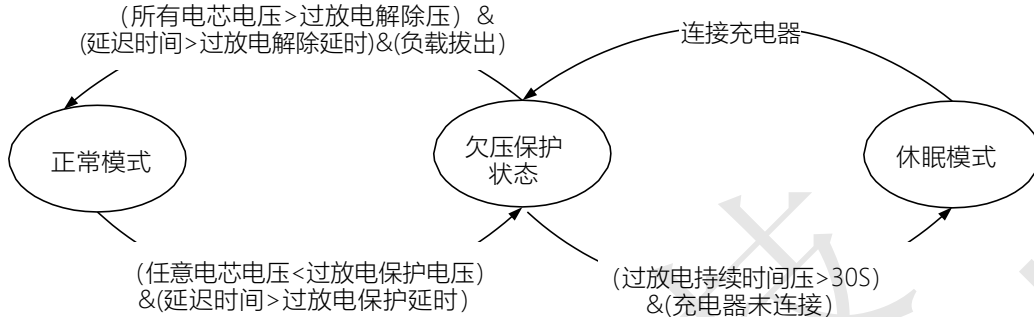 （所有电芯电压>过放电解除压）&
(延迟时间>过放电解除延时)&(负载拔出）
连接充电器
正常模式
欠压保护
状态
休眠模式
（任意电芯电压<过放电保护电压）
&(延迟时间>过放电保护延时）
（过放电持续时间压>30S）
&(充电器未连接）